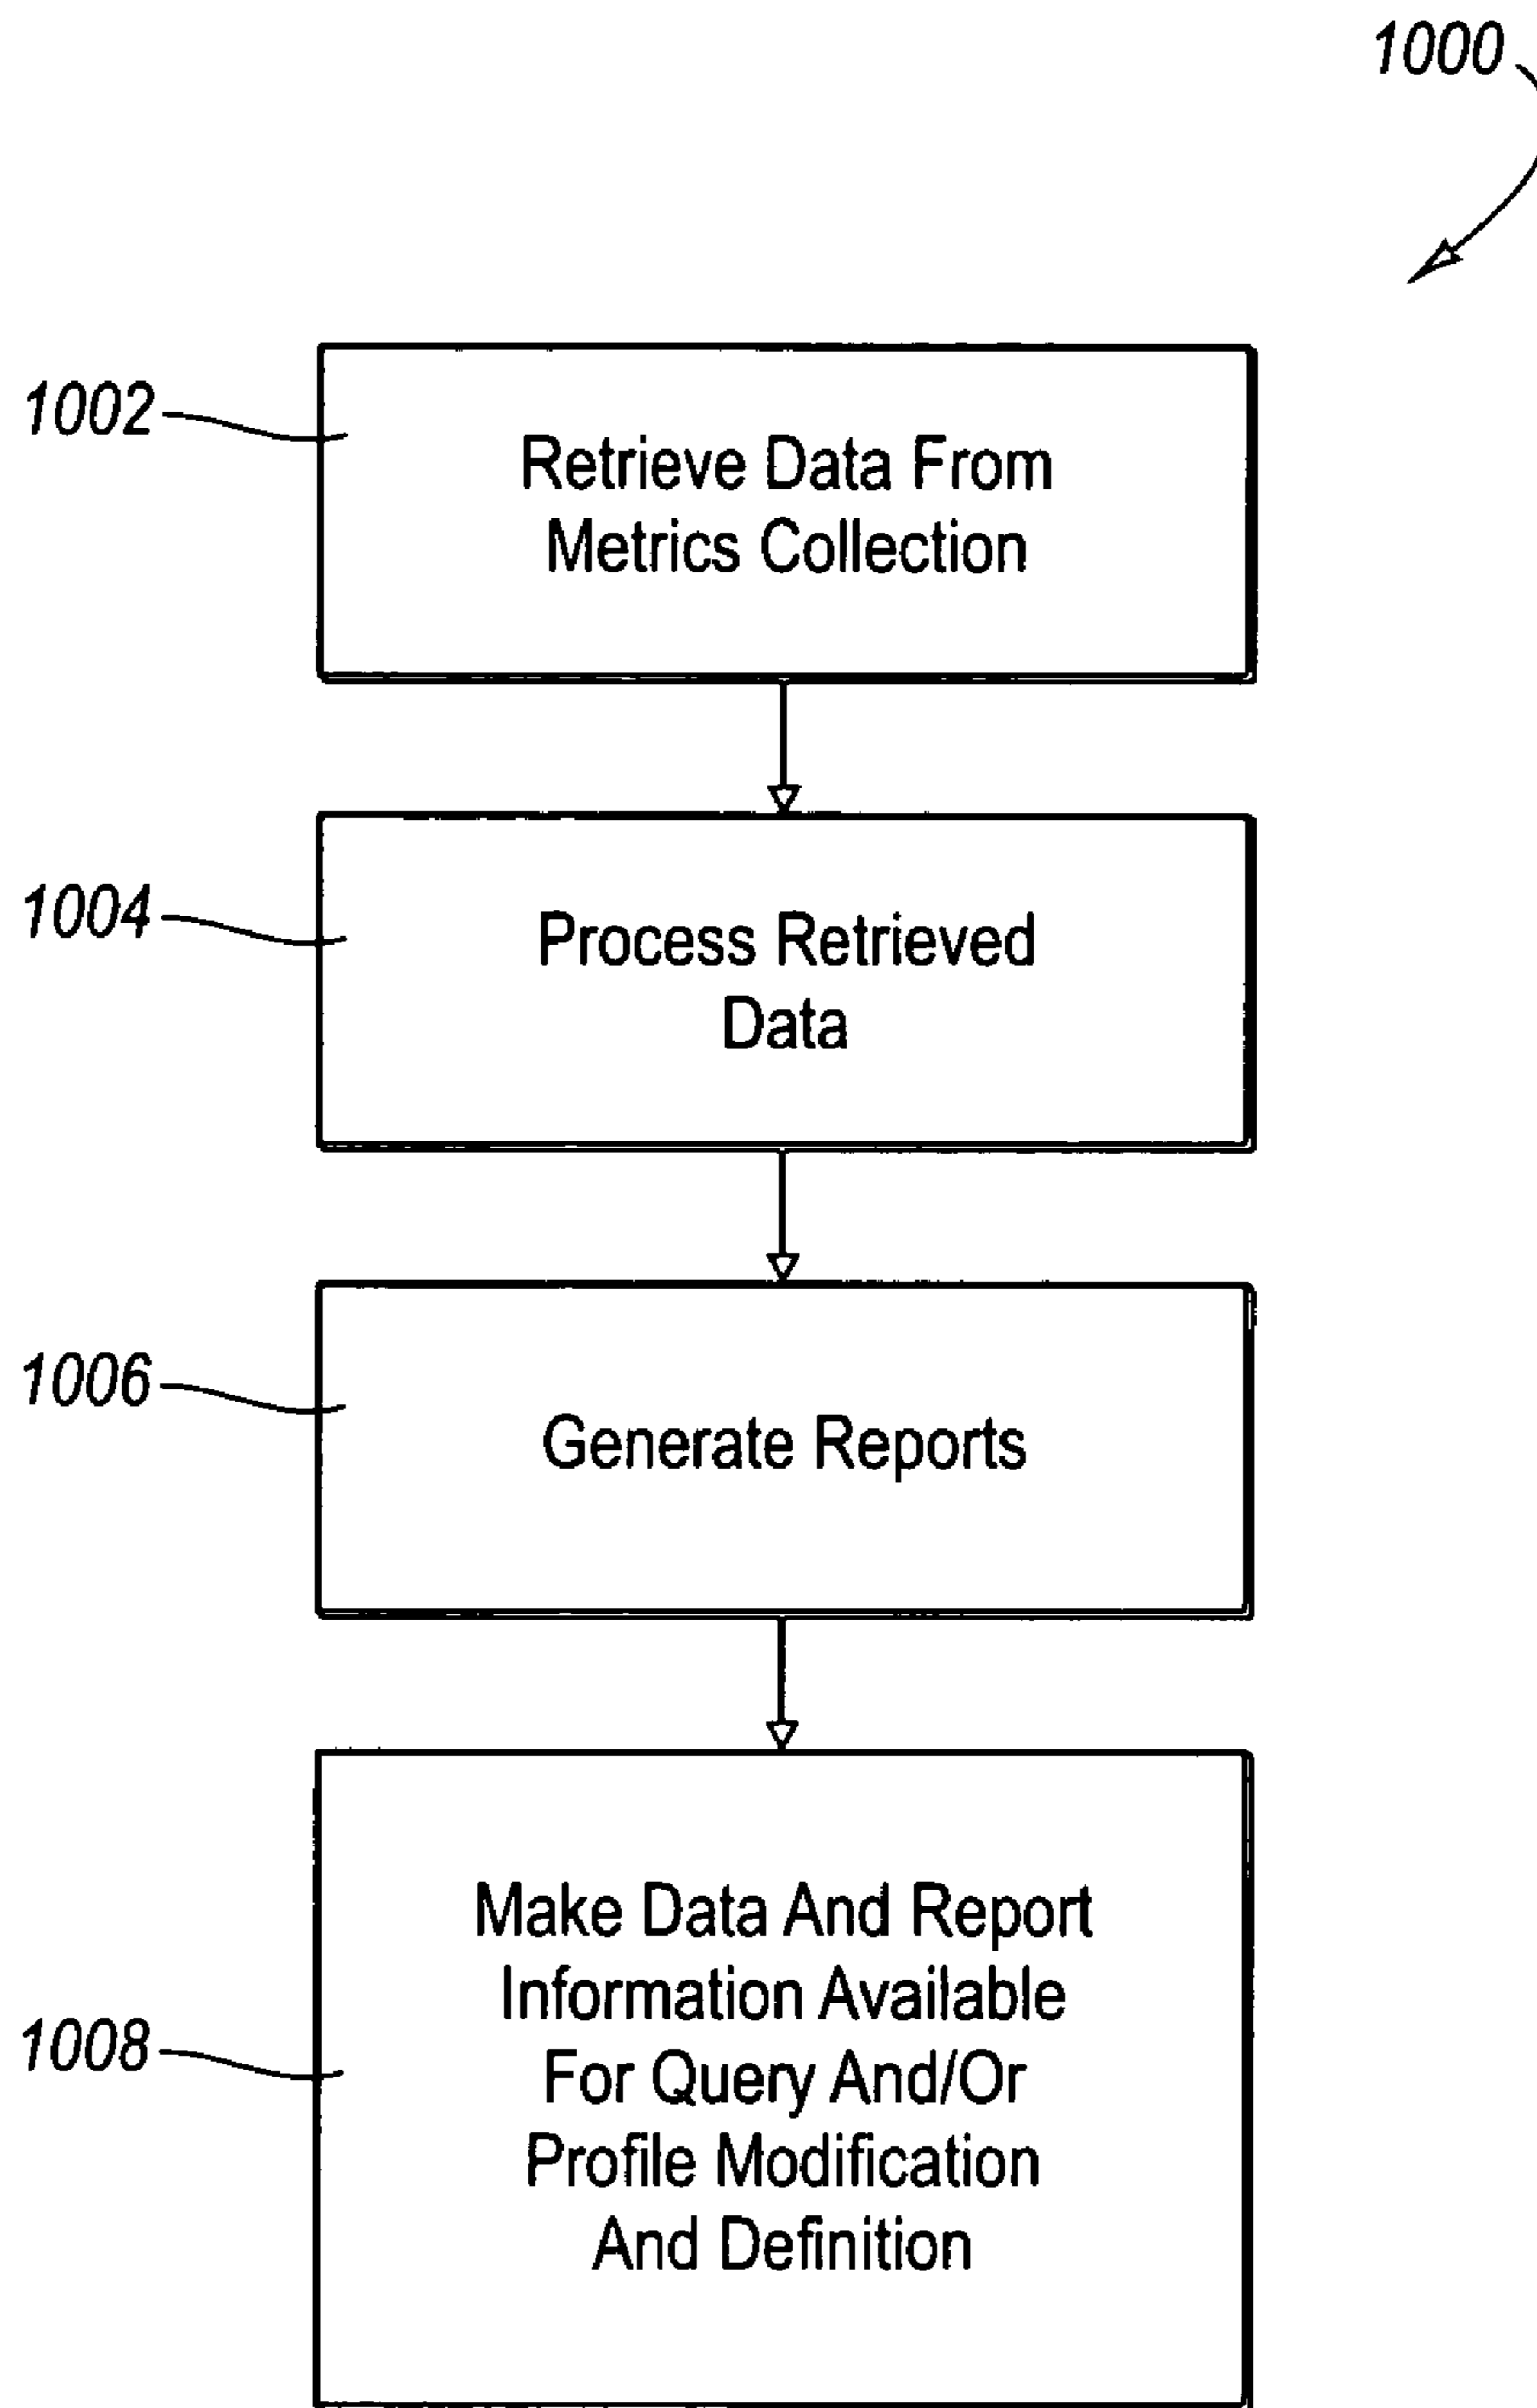 1000
1002
Retrieve Data From
Metrics Collection
1004
Process Retrieved
Data
1006
Generate Reports
1008
Make Data And Report
Information Available
For Query And/Or
Profile Modification
And Definition